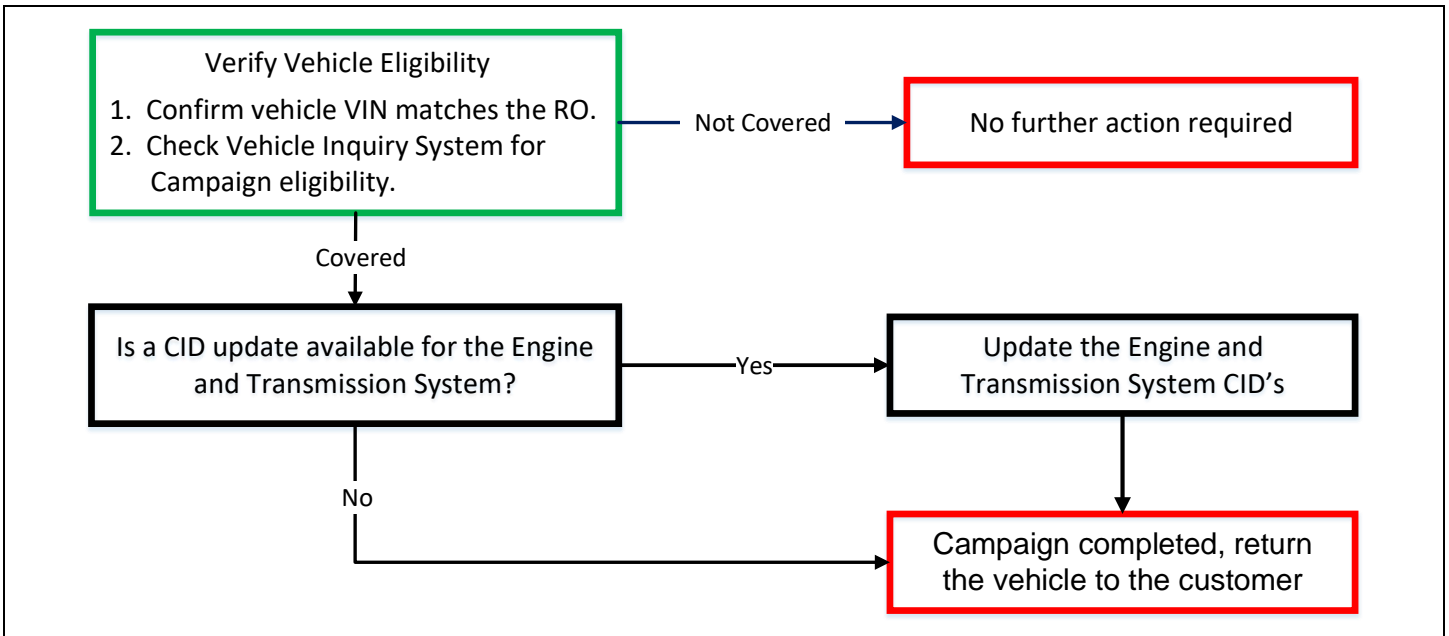 Verify Vehicle Eligibility
1. Confirm vehicle VIN matches the RO.
2. Check Vehicle Inquiry System for
Campaign eligibility.
Not Covered
No further action required
Covered
Is a CID update available for the Engine
and Transmission System?
Yes
Update the Engine and
Transmission System CID's
No
Campaign completed, return
the vehicle to the customer